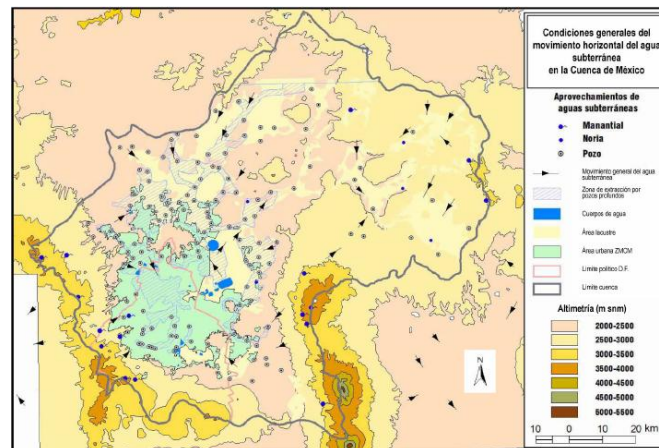 Condiciones generales del
movimiento horizontal del agua
subterránea
en la Cuenca de México
Aprovechamientos de
aguas subterráneas
Manantial
Noria
Pozo
Movimiento general del agua
subterránea
Zona de extracción por
pozos profundos
Cuerpos de agua
Área lacustre
Área urbana ZMCM
Límite político D.F.
Límite cuenca
Altimetría (m snm)
2000-2500
2500-3000
3000-3500
3500-4000
4000-4500
4500-5000
5000-5500
N
10 0 10 20 km